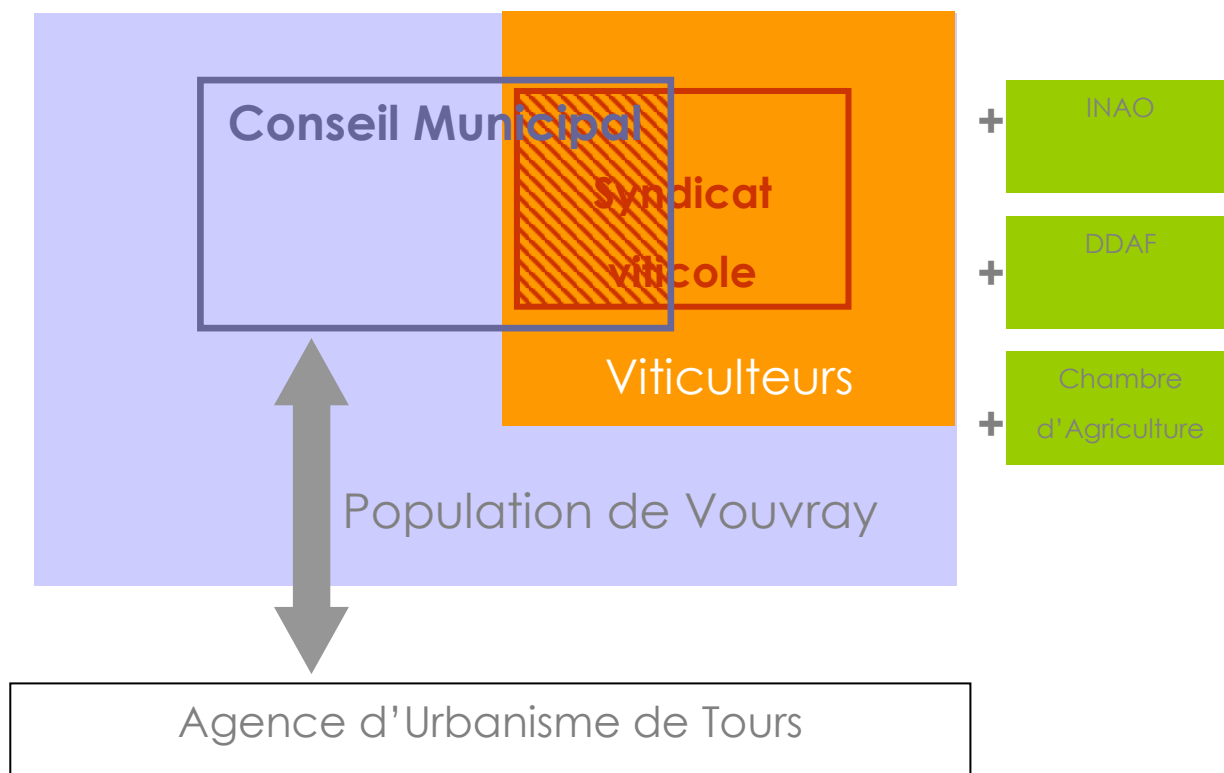 Conseil Municipal
Syndicat
viticole
Viticulteurs
Population de Vouvray
+
INAO
+
DDAF
+
Chambre
d’Agriculture
Agence d’Urbanisme de Tours